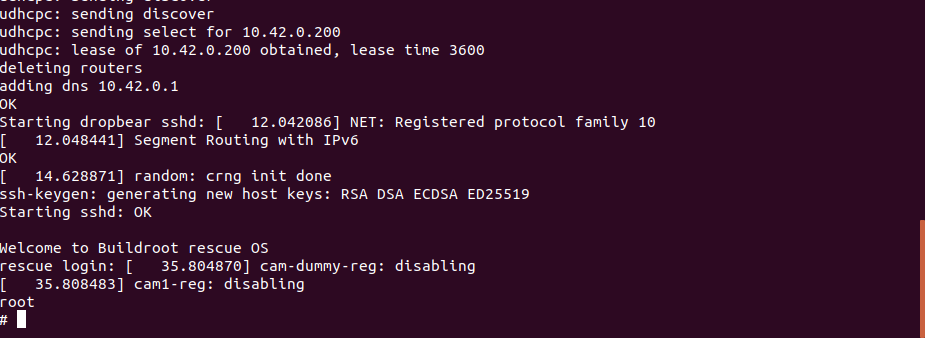 udhcpc: sending discover
udhcpc: sending select for 10.42.0.200
udhcpc: lease of 10.42.0.200 obtained, lease time 3600
deleting routers
adding dns 10.42.0.1
OK
Starting dropbear sshd: [   12.042086] NET: Registered protocol family 10
[   12.048441] Segment Routing with IPv6
OK
[   14.628871] random: crng init done
ssh-keygen: generating new host keys: RSA DSA ECDSA ED25519
Starting sshd: OK
Welcome to Buildroot rescue OS
rescue login: [   35.804870] cam-dummy-reg: disabling
[   35.808483] cam1-reg: disabling
root
#